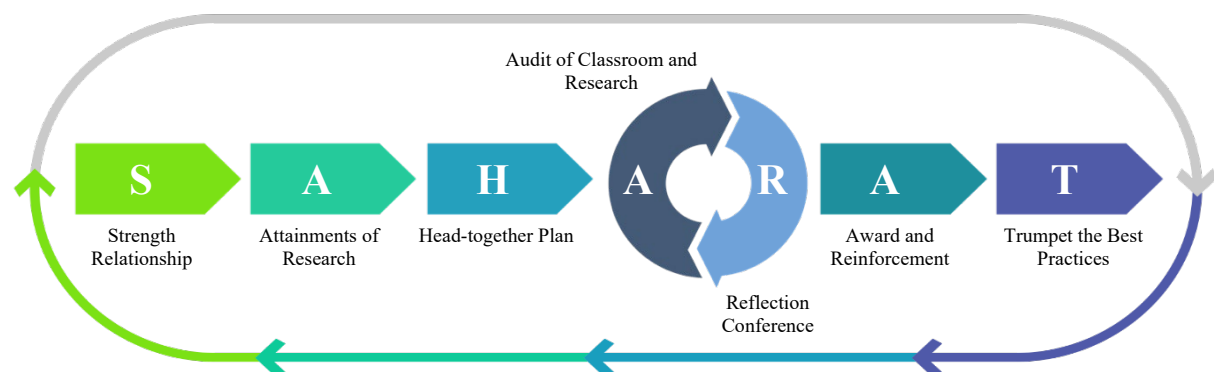 Audit of Classroom and
Research
S
A
H
A
R
A
T
Strength
Relationship
Attainments of
Research
Head-together Plan
Award and
Reinforcement
Trumpet the Best
Practices
Reflection
Conference